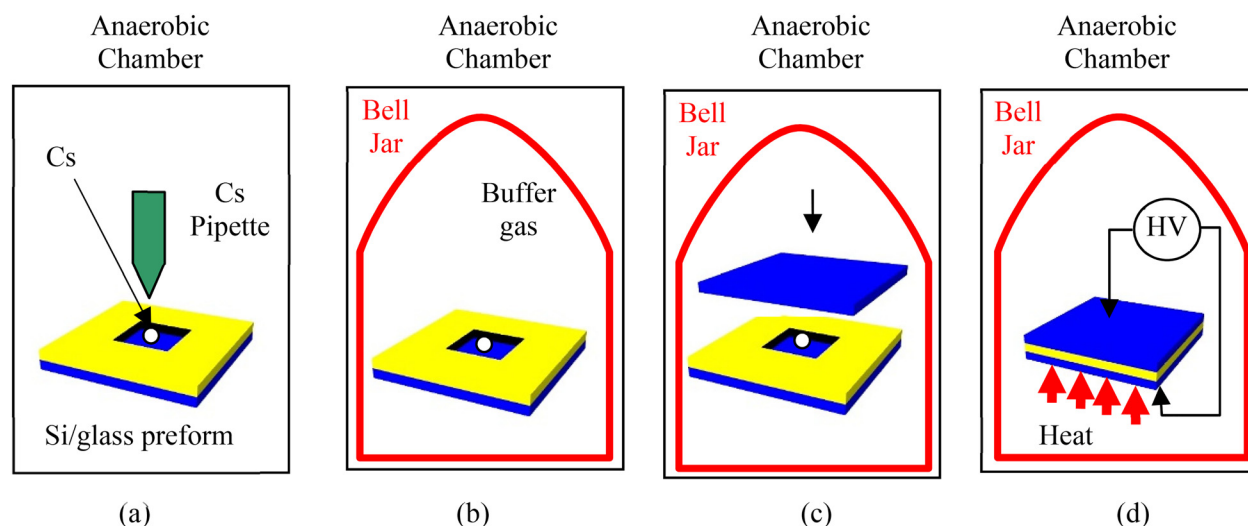 Anaerobic
Chamber
Cs
Cs
Pipette
Si/glass preform
(a)
Anaerobic
Chamber
Bell
Jar
Buffer
gas
(b)
Anaerobic
Chamber
Bell
Jar
(c)
Anaerobic
Chamber
Bell
Jar
HV
Heat
(d)